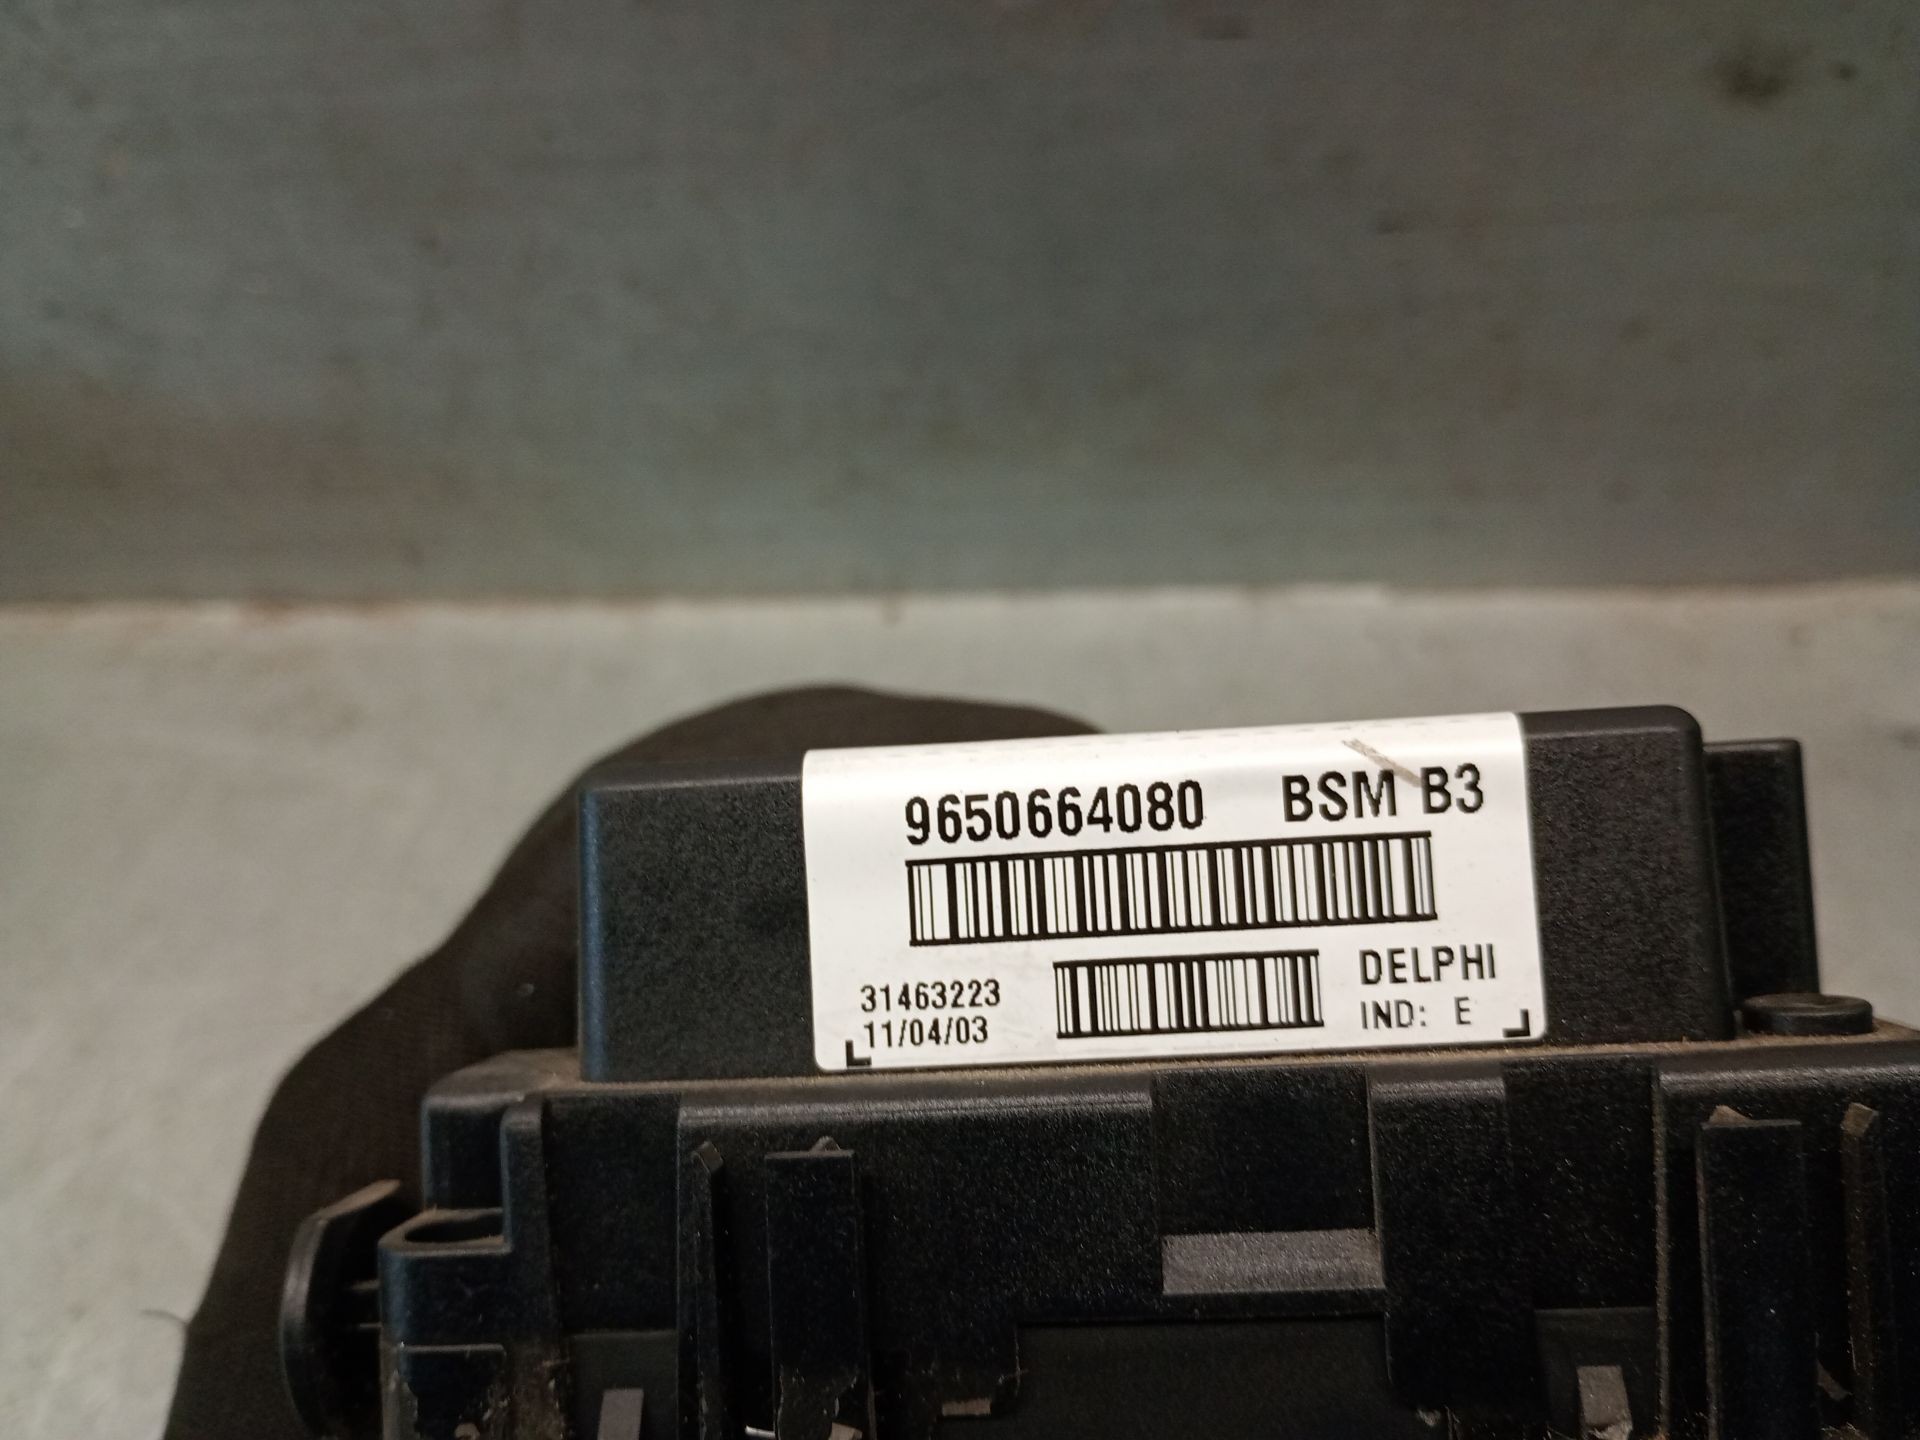 9650664080 BSM B3
31463223 DELPHI
11/04/03 IND: E